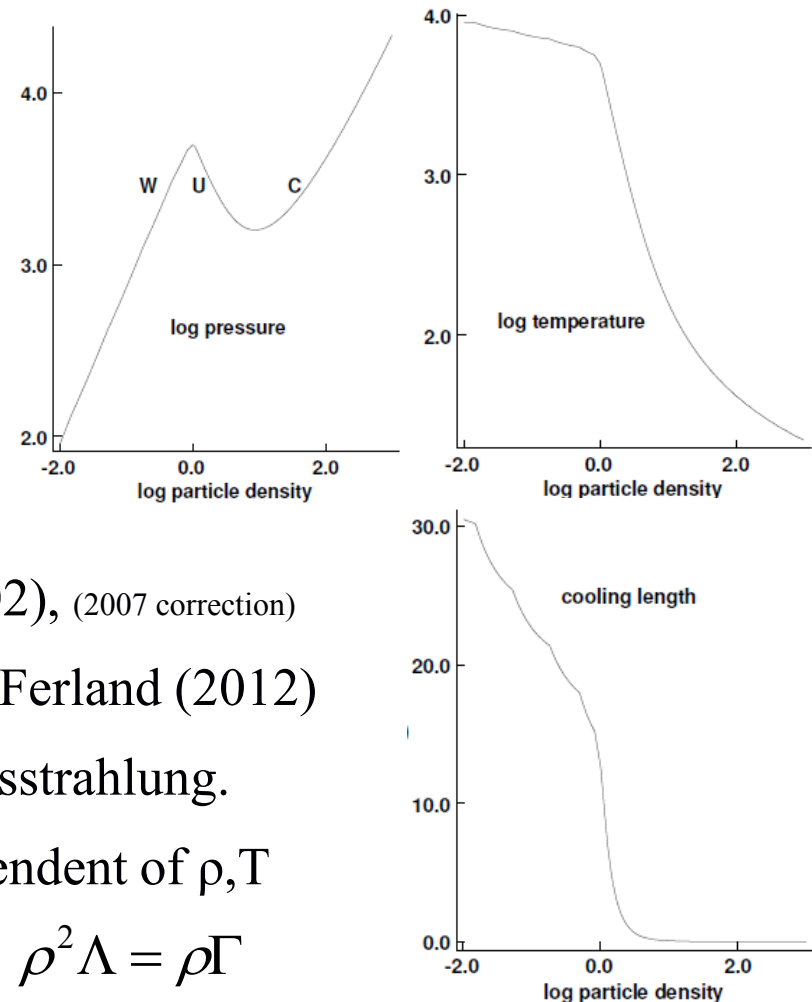 4.0
3.0
2.0
W U C
log pressure
-2.0 0.0 2.0
log particle density
4.0
3.0
2.0
log temperature
-2.0 0.0 2.0
log particle density
30.0
20.0
10.0
0.0
cooling length
-2.0 0.0 2.0
log particle density
2), (2007 correction)
Ferland (2012)
sstrahlung.
endent of ρ,T
ρ²Λ = ρΓ